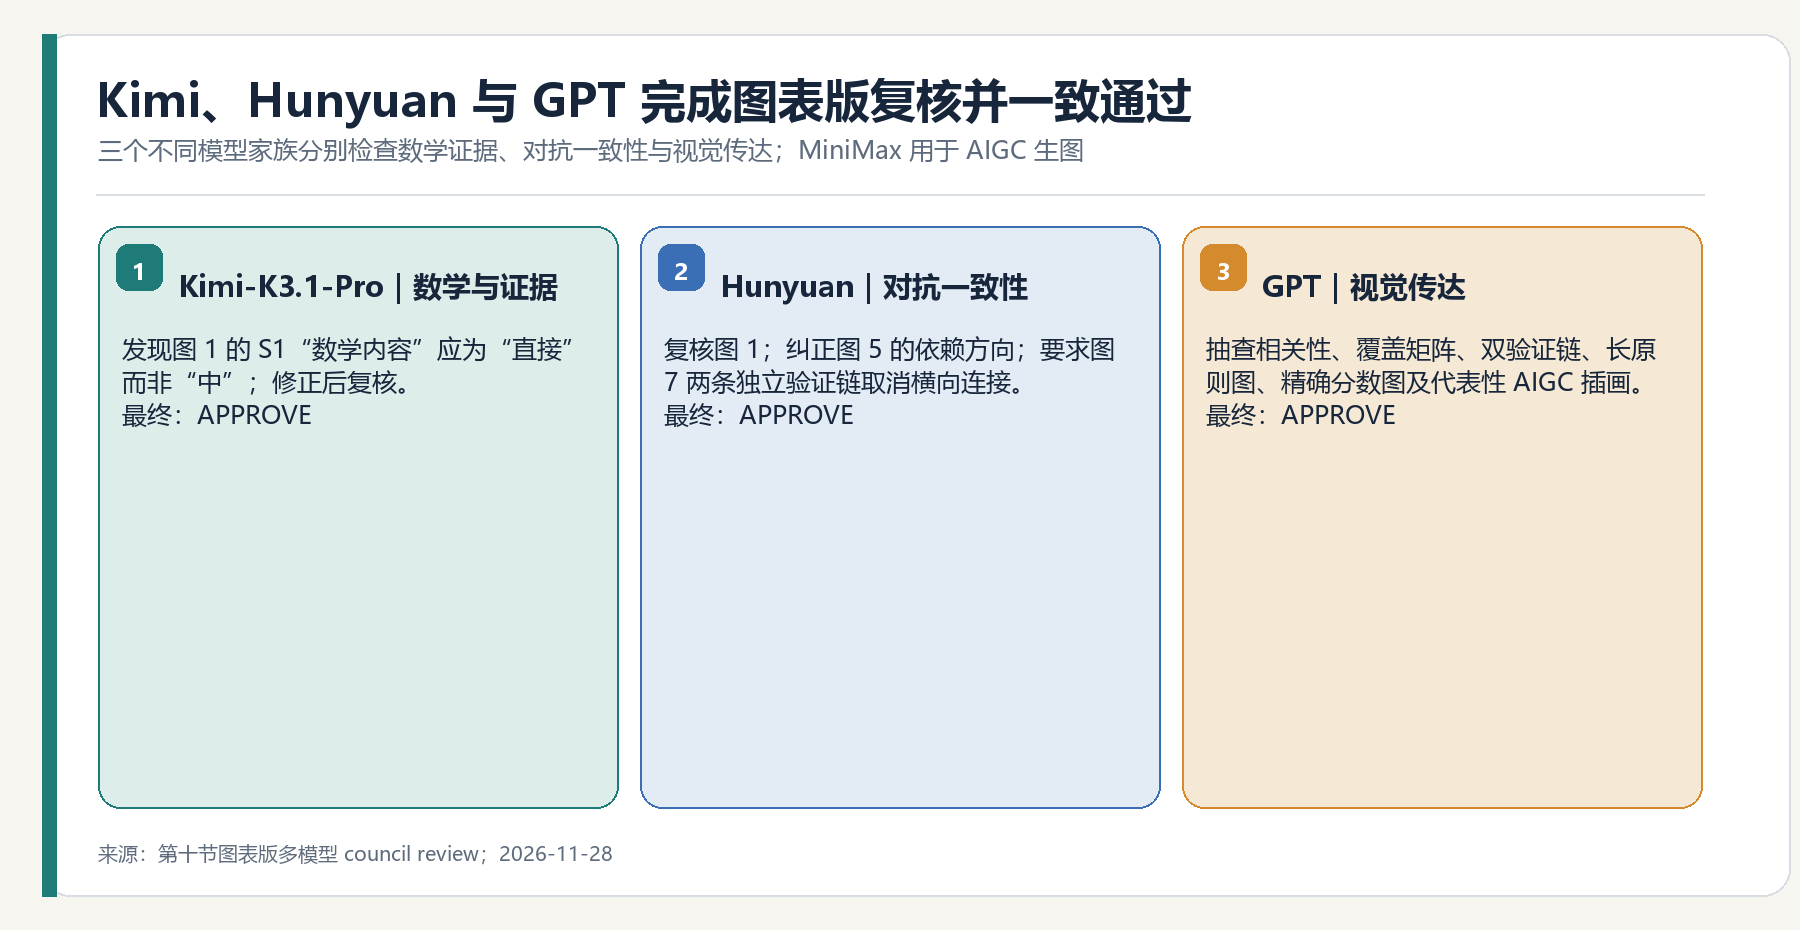 Kimi、Hunyuan 与 GPT 完成图表版复核并一致通过
三个不同模型家族分别检查数学证据、对抗一致性与视觉传达；MiniMax 用于 AIGC 生图
1
Kimi-K3.1-Pro | 数学与证据
发现图 1 的 S1“数学内容”应为“直接”
而非“中”；修正后复核。
最终：APPROVE
2
Hunyuan | 对抗一致性
复核图 1；纠正图 5 的依赖方向；要求图
7 两条独立验证链取消横向连接。
最终：APPROVE
3
GPT | 视觉传达
抽查相关性、覆盖矩阵、双验证链、长原
则图、精确分数图及代表性 AIGC 插画。
最终：APPROVE
来源：第十节图表版多模型 council review；2026-11-28